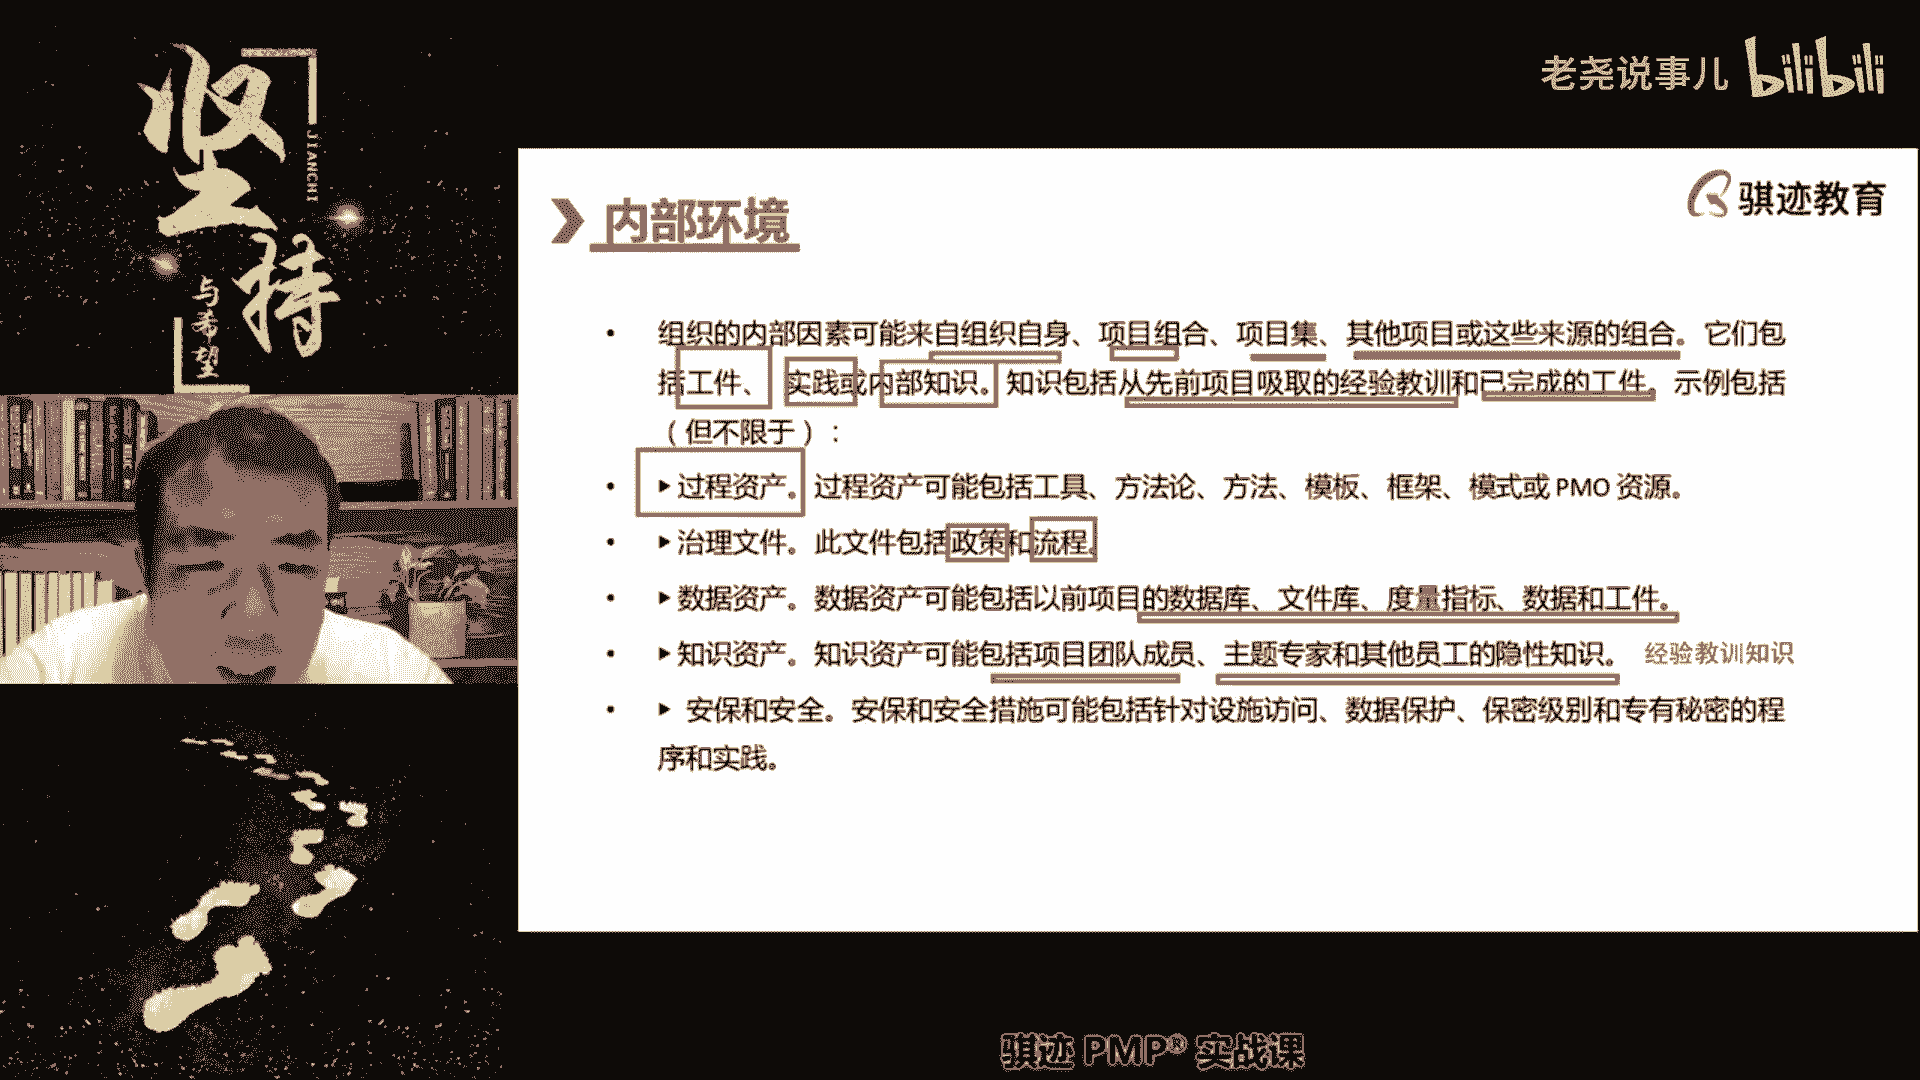 坚持
JIANCHI
与希望
老尧说事儿 bilibili
骐迹教育
内部环境
• 组织的内部因素可能来自组织自身、项目组合、项目集、其他项目或这些来源的组合。它们包
括工件、实践或内部知识。知识包括从先前项目吸取的经验教训和已完成的工件。示例包括
（但不限于）：
• ▶过程资产。过程资产可能包括工具、方法论、方法、模板、框架、模式或 PMO 资源。
• ▶治理文件。此文件包括政策和流程。
• ▶数据资产。数据资产可能包括以前项目的数据库、文件库、度量指标、数据和工件。
• ▶知识资产。知识资产可能包括项目团队成员、主题专家和其他员工的隐性知识。 经验教训知识
• ▶ 安保和安全。安保和安全措施可能包括针对设施访问、数据保护、保密级别和专有秘密的程
序和实践。
骐迹 PMP® 实战课